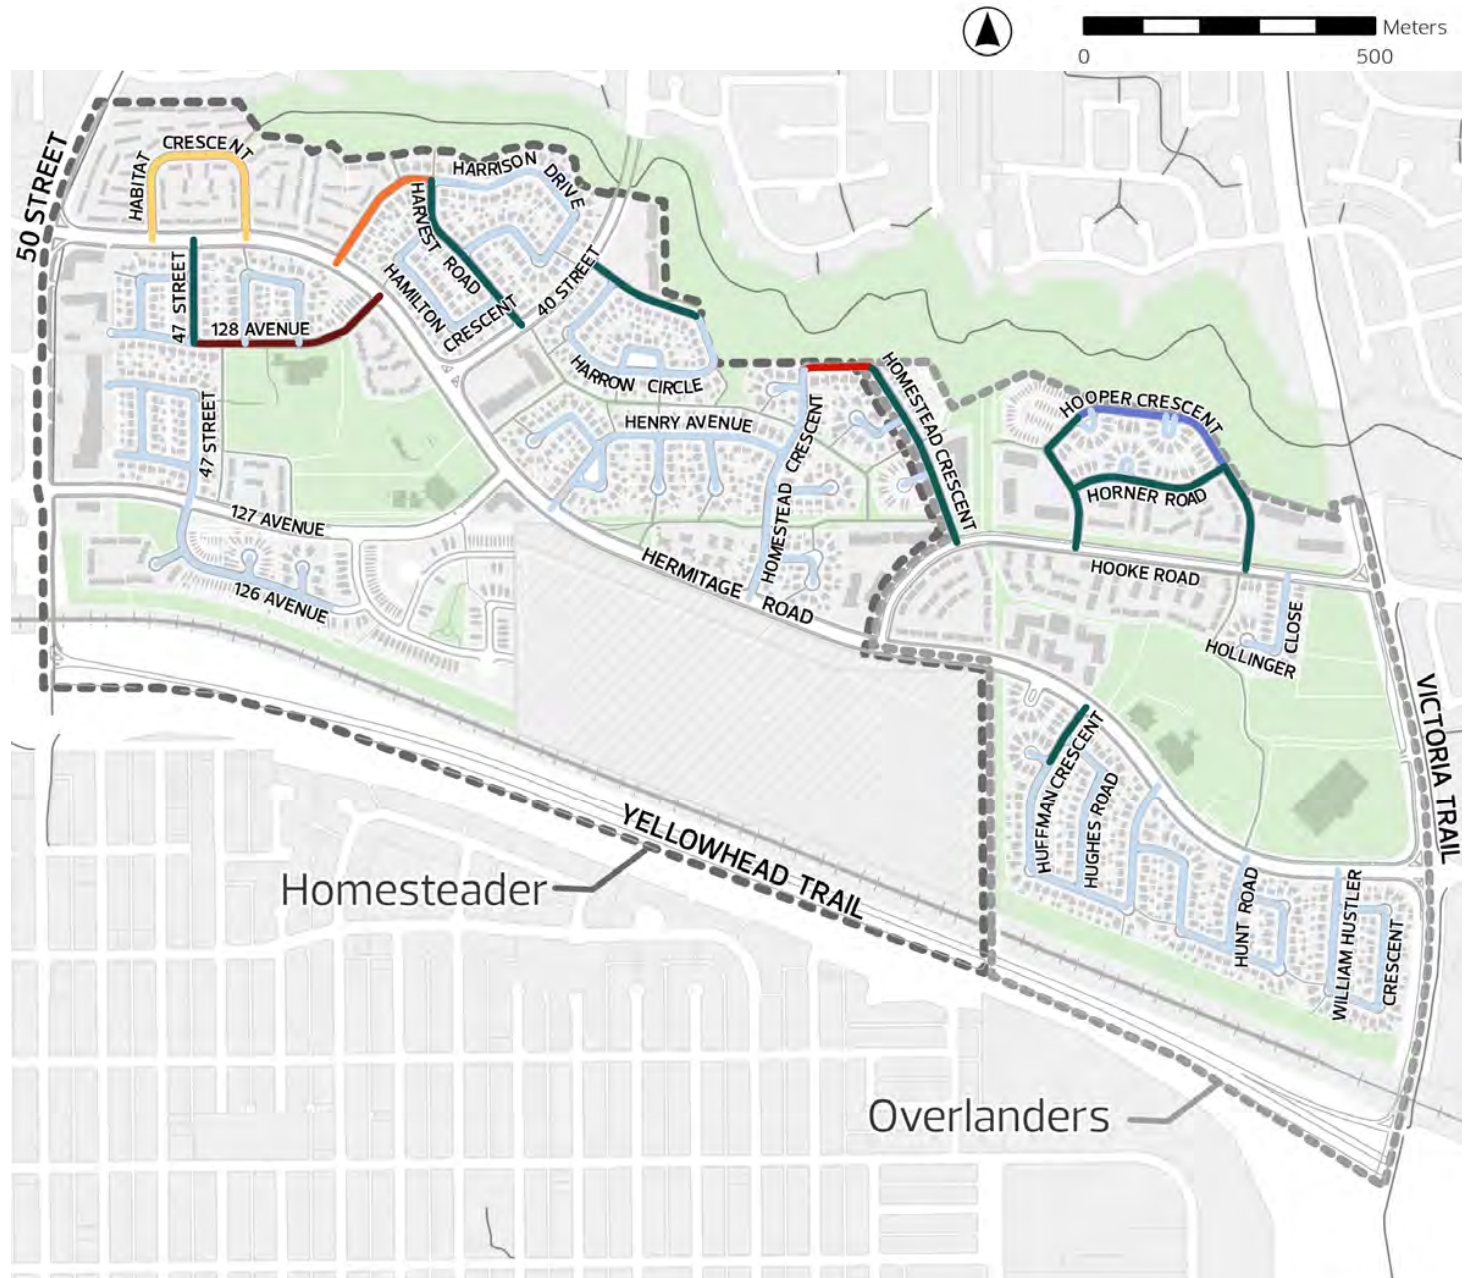 Meters
0
500
50 STREET
HABITAT
CRESCENT
HARRISON
DRIVE
HARVEST ROAD
47 STREET
128 AVENUE
HAMILTON
CRESCENT
40 STREET
HARROW CIRCLE
HENRY AVENUE
HOMESTEAD CRESCENT
HOMESTEAD CRESCENT
HOOPER CRESCENT
HORNER ROAD
47 STREET
127 AVENUE
126 AVENUE
HERMITAGE
ROAD
HOOKE ROAD
HOLLINGER
CLOSE
HUFFMAN CRESCENT
HUGHES ROAD
VICTORIA TRAIL
YELLOWHEAD TRAIL
Homesteader
HUNT ROAD
WILLIAM HUSTLER
CRESCENT
Overlanders